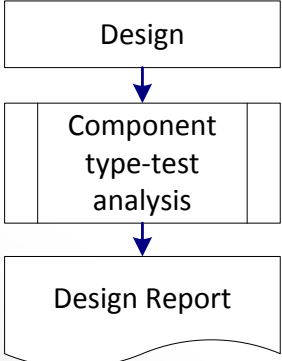 Design
Component
type-test
analysis
Design Report